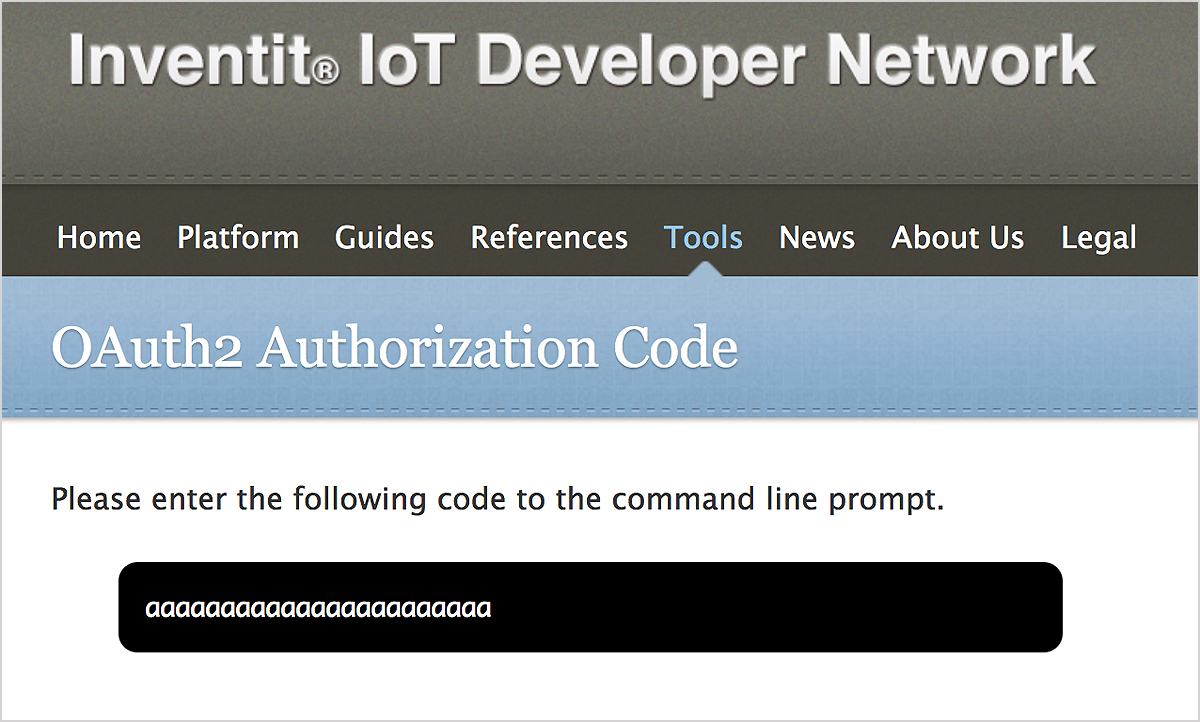 Inventit® IoT Developer Network
Home Platform Guides References Tools News About Us Legal
OAuth2 Authorization Code
Please enter the following code to the command line prompt.
aaaaaaaaaaaaaaaaaaaaaaa